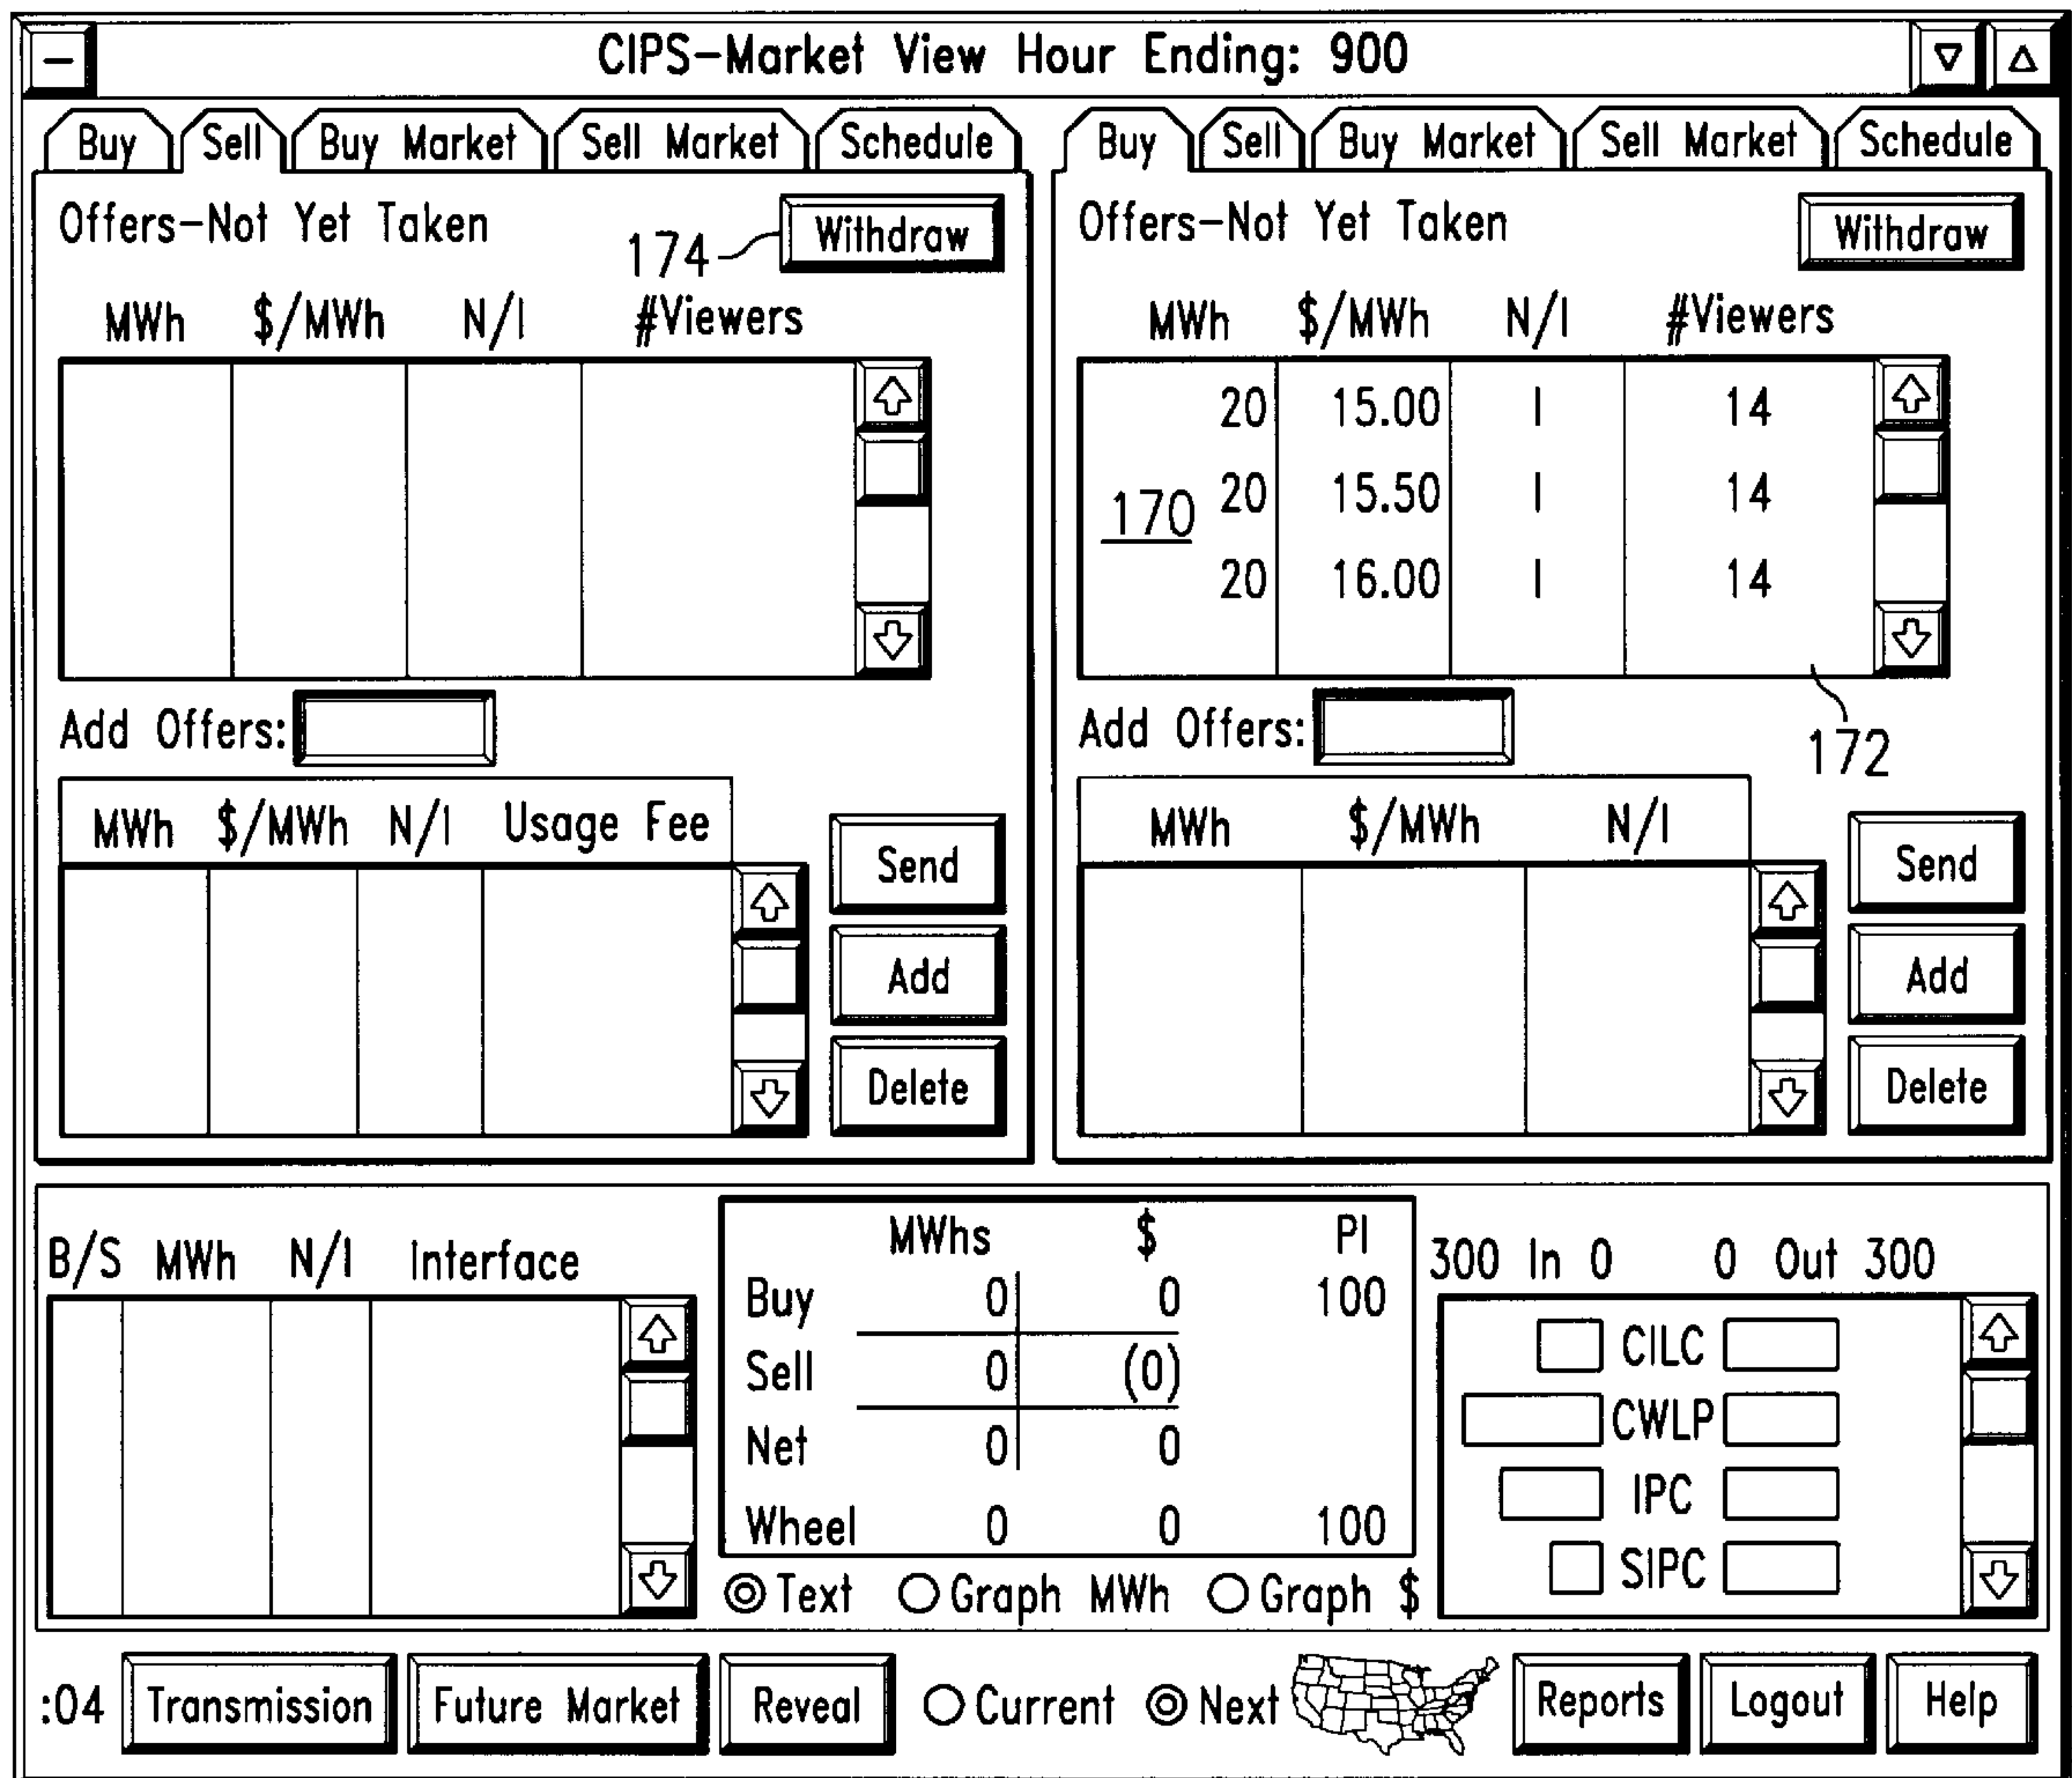 CIPS-Market View Hour Ending: 900
Buy Sell Buy Market Sell Market Schedule
Offers-Not Yet Taken
174
Withdraw
MWh $/MWh N/I #Viewers
Add Offers:
MWh $/MWh N/I Usage Fee
Send
Add
Delete
Buy Sell Buy Market Sell Market Schedule
Offers-Not Yet Taken
Withdraw
MWh $/MWh N/I #Viewers
20 15.00 I 14
170
20 15.50 I 14
20 16.00 I 14
172
Add Offers:
MWh $/MWh N/I
Send
Add
Delete
B/S MWh N/I Interface
MWhs $ PI
Buy 0 0 100
Sell 0 (0)
Net 0 0
Wheel 0 0 100
Text Graph MWh Graph $
300 In 0 0 Out 300
CILC
CWLP
IPC
SIPC
:04 Transmission Future Market Reveal Current Next Reports Logout Help